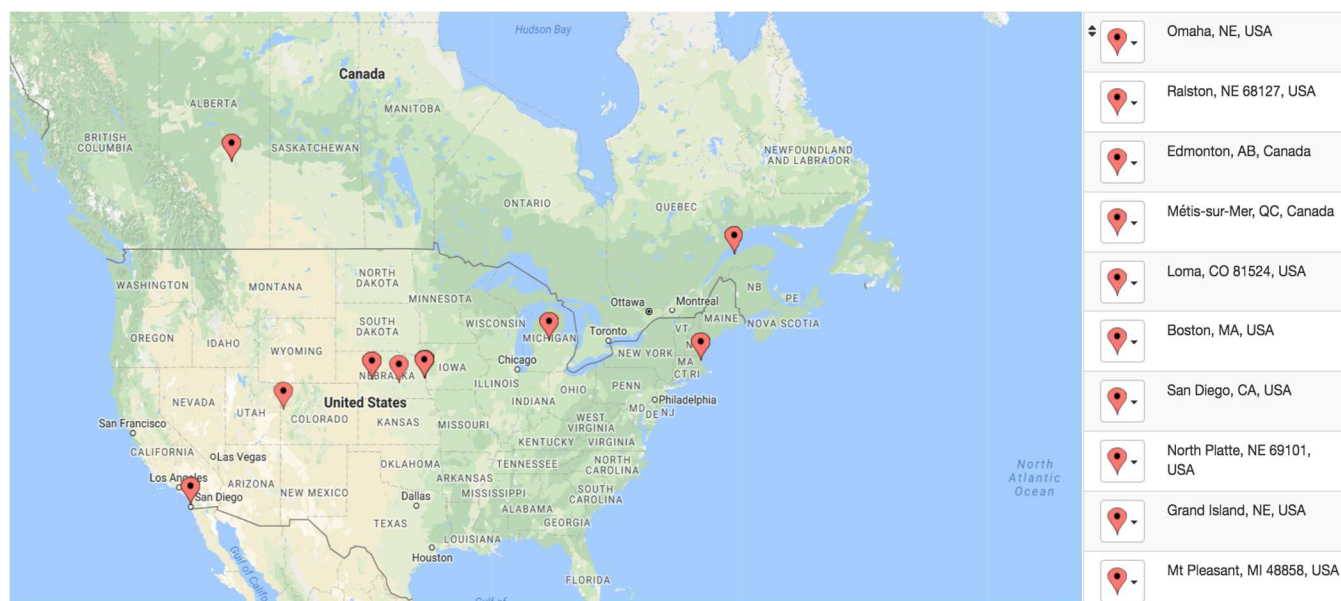 Hudson Bay
Canada
ALBERTA
MANITOBA
BRITISH
COLUMBIA
SASKATCHEWAN
NEWFOUNDLAND
AND LABRADOR
ONTARIO
QUEBEC
WASHINGTON
MONTANA
NORTH
DAKOTA
MINNESOTA
Ottawa
Montreal
NB
PE
MAINE
NOVA SCOTIA
OREGON
IDAHO
SOUTH
DAKOTA
WISCONSIN
MICHIGAN
Toronto
VT
WYOMING
NEW YORK
MA
CT RI
NEBRASKA
IOWA
Chicago
ILLINOIS
INDIANA
OHIO
PENN
Philadelphia
MD
DE
NJ
NEVADA
UTAH
COLORADO
United States
KANSAS
MISSOURI
WEST
VIRGINIA
KENTUCKY
VIRGINIA
San Francisco
CALIFORNIA
Las Vegas
Los Angeles
San Diego
ARIZONA
NEW MEXICO
OKLAHOMA
ARKANSAS
TENNESSEE
NORTH
CAROLINA
SOUTH
CAROLINA
MISSISSIPPI
ALABAMA
GEORGIA
Dallas
TEXAS
LOUISIANA
Houston
FLORIDA
North
Atlantic
Ocean
Omaha, NE, USA
Ralston, NE 68127, USA
Edmonton, AB, Canada
Métis-sur-Mer, QC, Canada
Loma, CO 81524, USA
Boston, MA, USA
San Diego, CA, USA
North Platte, NE 69101,
USA
Grand Island, NE, USA
Mt Pleasant, MI 48858, USA